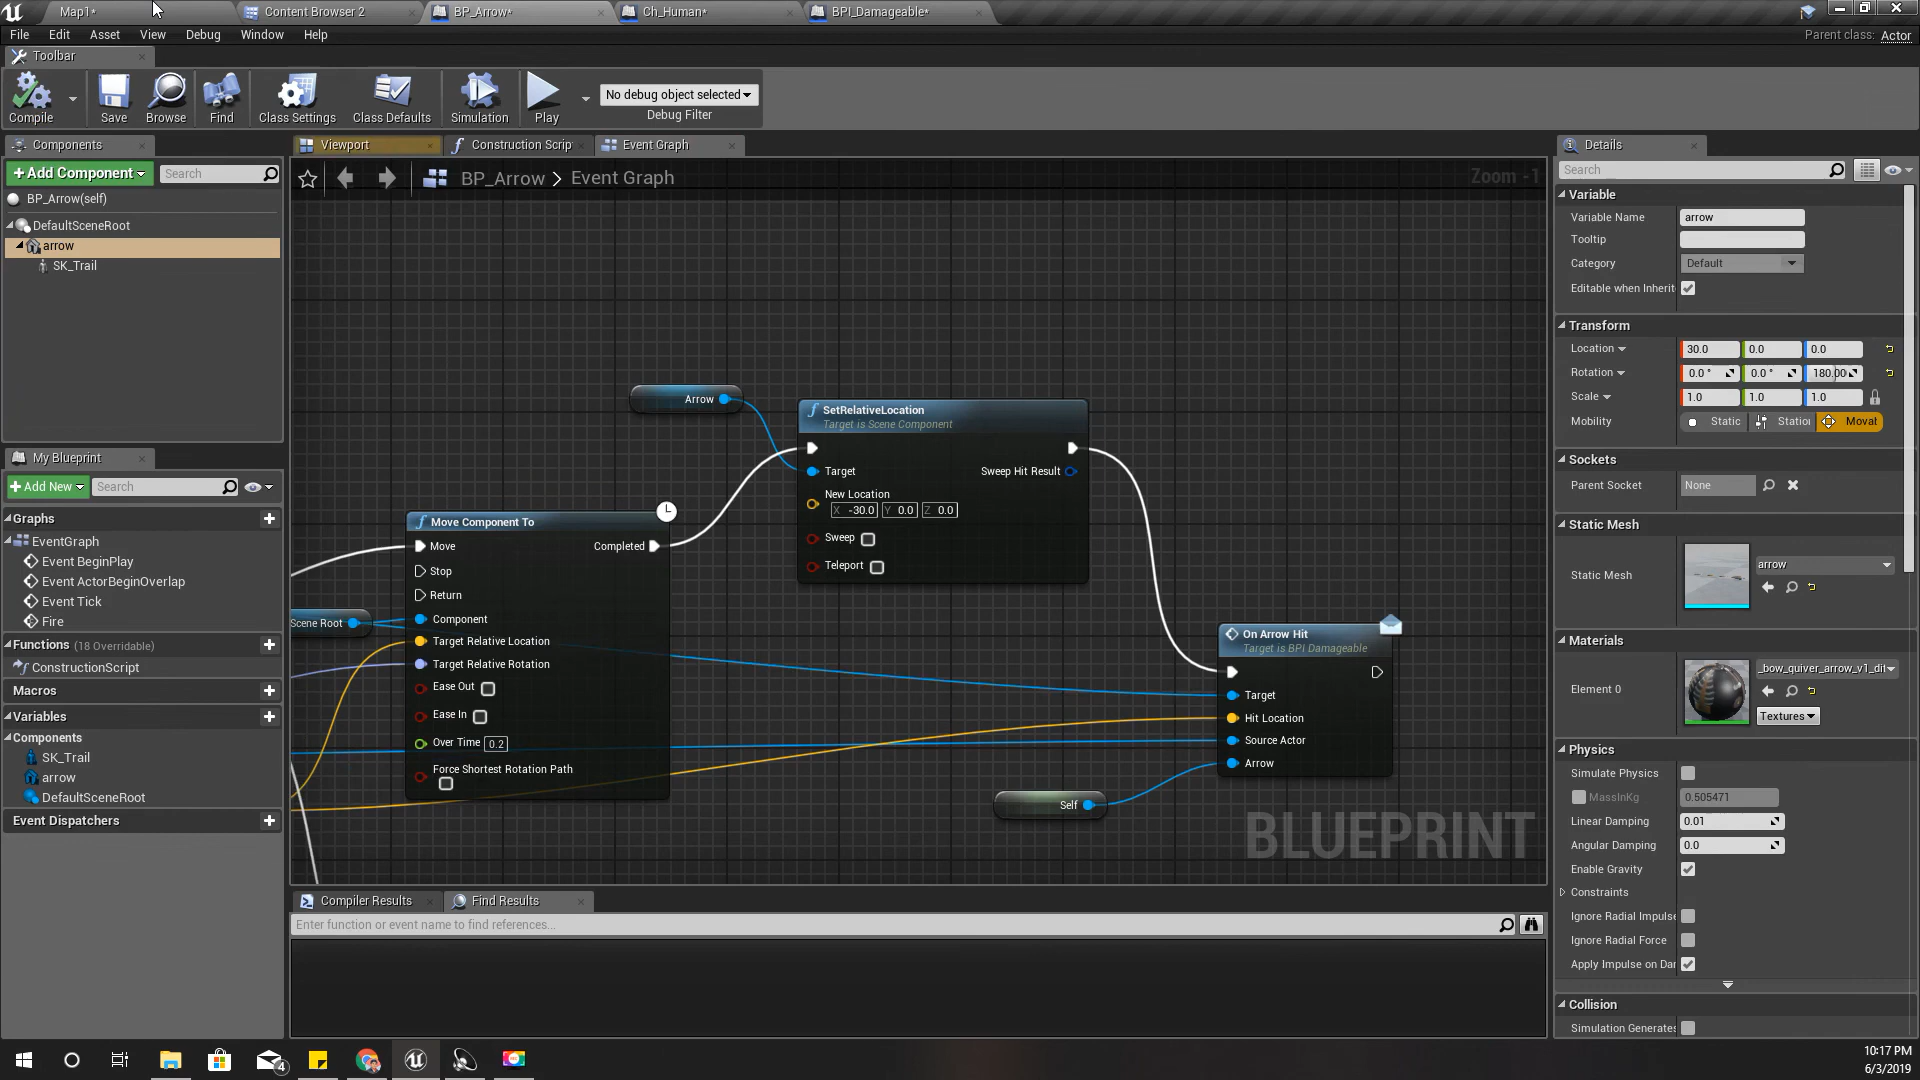 Map1*
Content Browser 2
BP_Arrow*
Ch_Human*
BPI_Damageable*
File
Edit
Asset
View
Debug
Window
Help
Parent class: Actor
Toolbar
Compile
Save
Browse
Find
Class Settings
Class Defaults
Simulation
Play
No debug object selected
Debug Filter
Components
+Add Component
Search
BP_Arrow(self)
DefaultSceneRoot
arrow
SK_Trail
My Blueprint
+Add New
Search
Graphs
EventGraph
Event BeginPlay
Event ActorBeginOverlap
Event Tick
Fire
Functions (18 Overridable)
ConstructionScript
Macros
Variables
Components
SK_Trail
arrow
DefaultSceneRoot
Event Dispatchers
Viewport
Construction Scrip
Event Graph
BP_Arrow > Event Graph
Zoom -1
Arrow
SetRelativeLocation
Target is Scene Component
Target
Sweep Hit Result
New Location
X -30.0 Y 0.0 Z 0.0
Sweep
Teleport
Move Component To
Move
Completed
Stop
Return
Scene Root
Component
Target Relative Location
Target Relative Rotation
Ease Out
Ease In
Over Time 0.2
Force Shortest Rotation Path
On Arrow Hit
Target is BPI Damageable
Target
Hit Location
Source Actor
Arrow
Self
BLUEPRINT
Compiler Results
Find Results
Enter function or event name to find references...
Details
Search
Variable
Variable Name arrow
Tooltip
Category Default
Editable when Inherit
Transform
Location 30.0 0.0 0.0
Rotation 0.0 ° 0.0 ° 180.00
Scale 1.0 1.0 1.0
Mobility Static Station Movat
Sockets
Parent Socket None
Static Mesh
Static Mesh arrow
Materials
Element 0 _bow_quiver_arrow_v1_dif
Textures
Physics
Simulate Physics
MassInKg 0.505471
Linear Damping 0.01
Angular Damping 0.0
Enable Gravity
Constraints
Ignore Radial Impulse
Ignore Radial Force
Apply Impulse on Dar
Collision
Simulation Generates
4
10:17 PM
6/3/2019